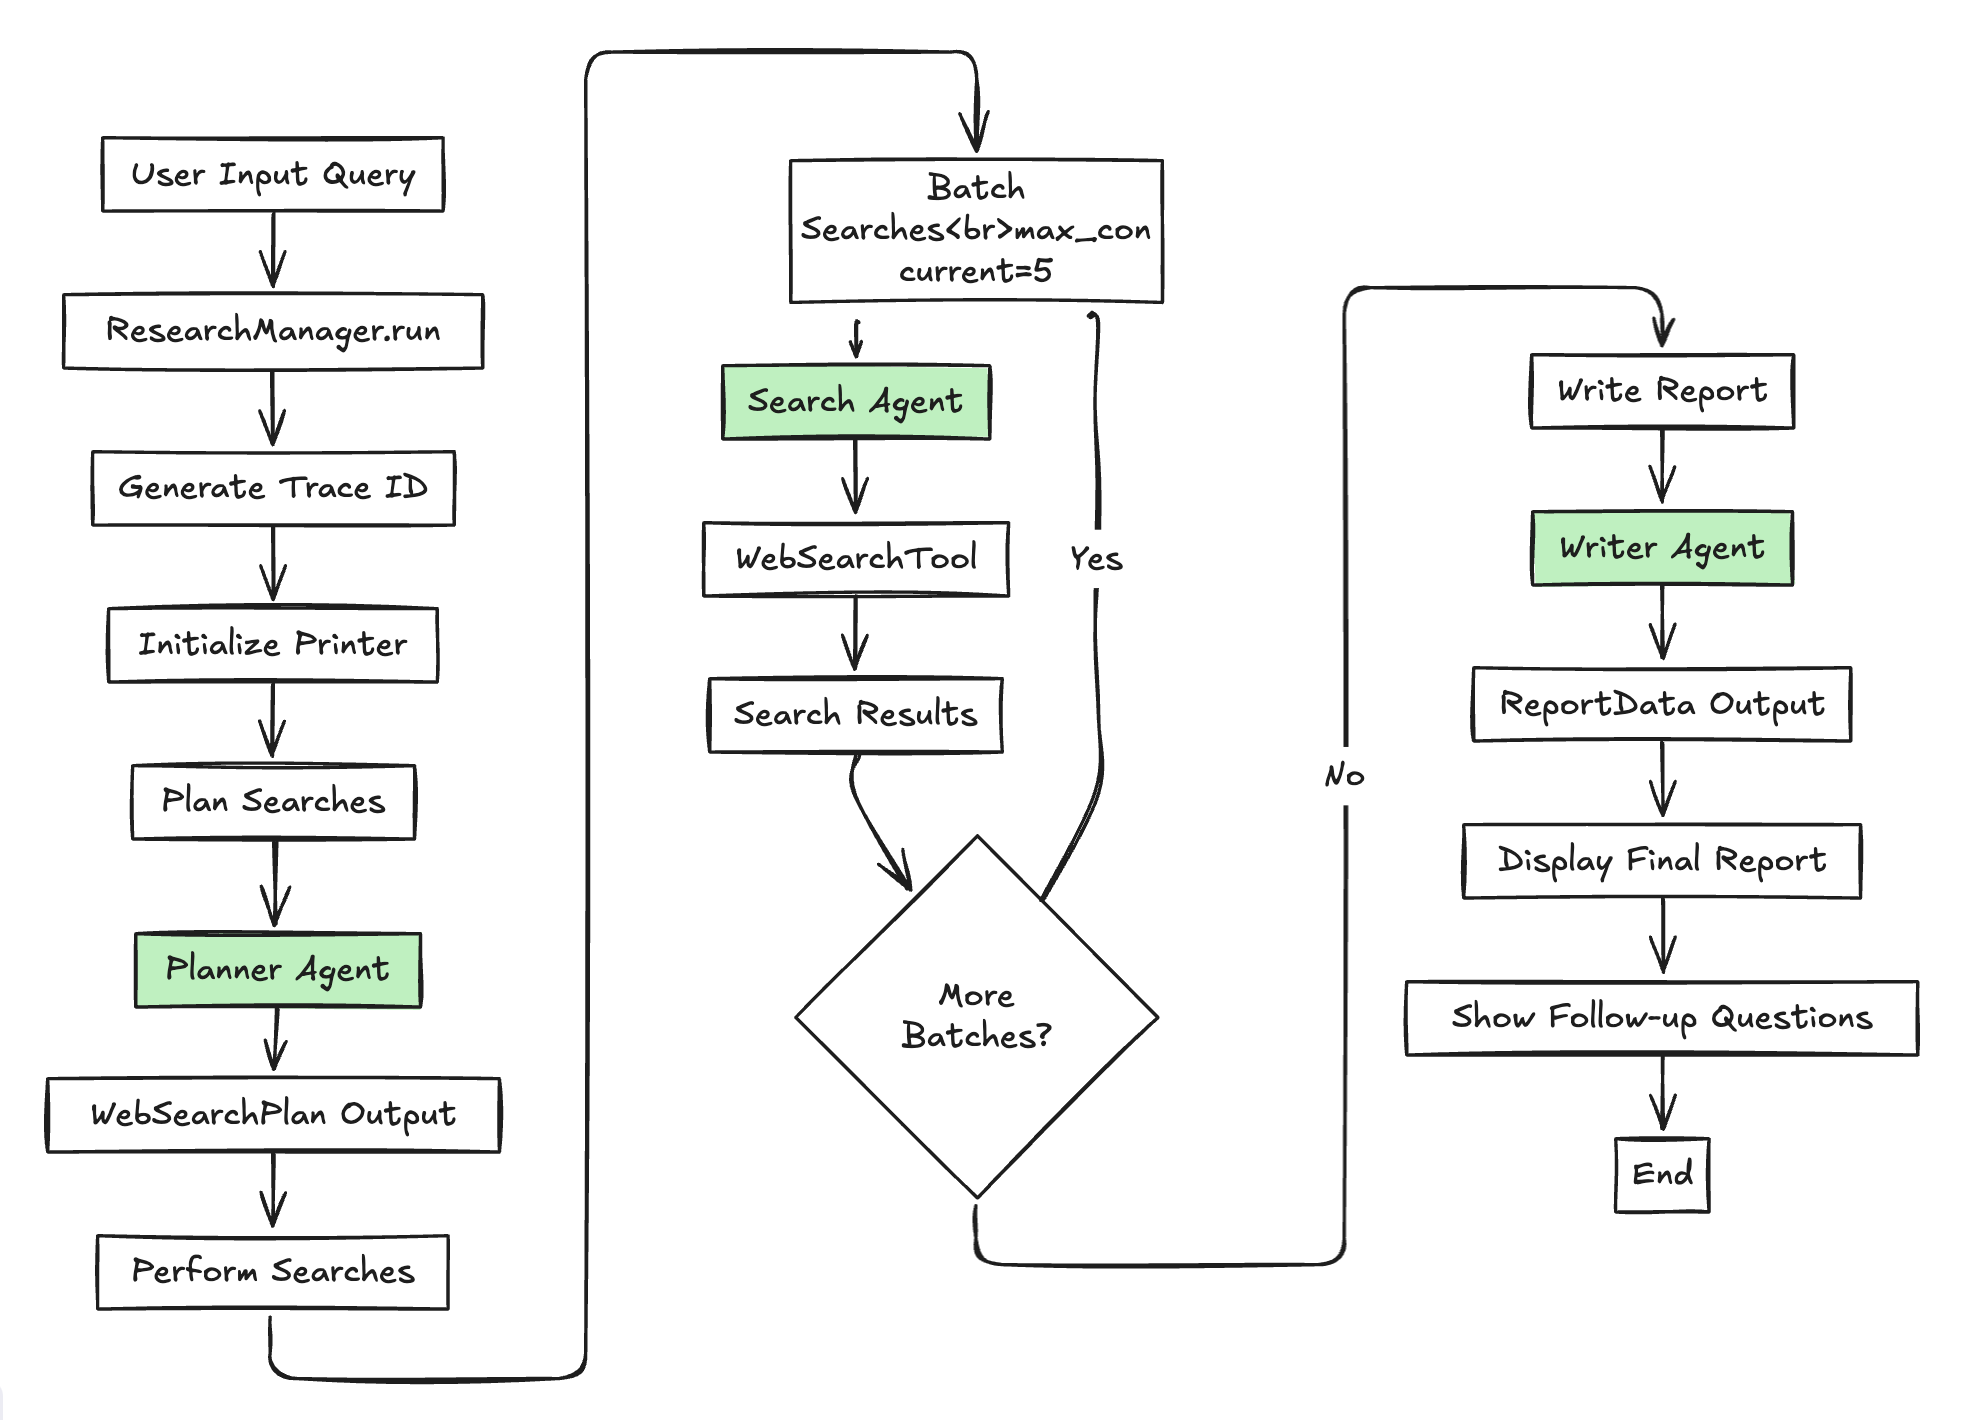 User Input Query
ResearchManager.run
Generate Trace ID
Initialize Printer
Plan Searches
Planner Agent
WebSearchPlan Output
Perform Searches
Batch
Searches<br>max_con
current=5
Search Agent
WebSearchTool
Yes
Search Results
More
Batches?
No
Write Report
Writer Agent
ReportData Output
Display Final Report
Show Follow-up Questions
End